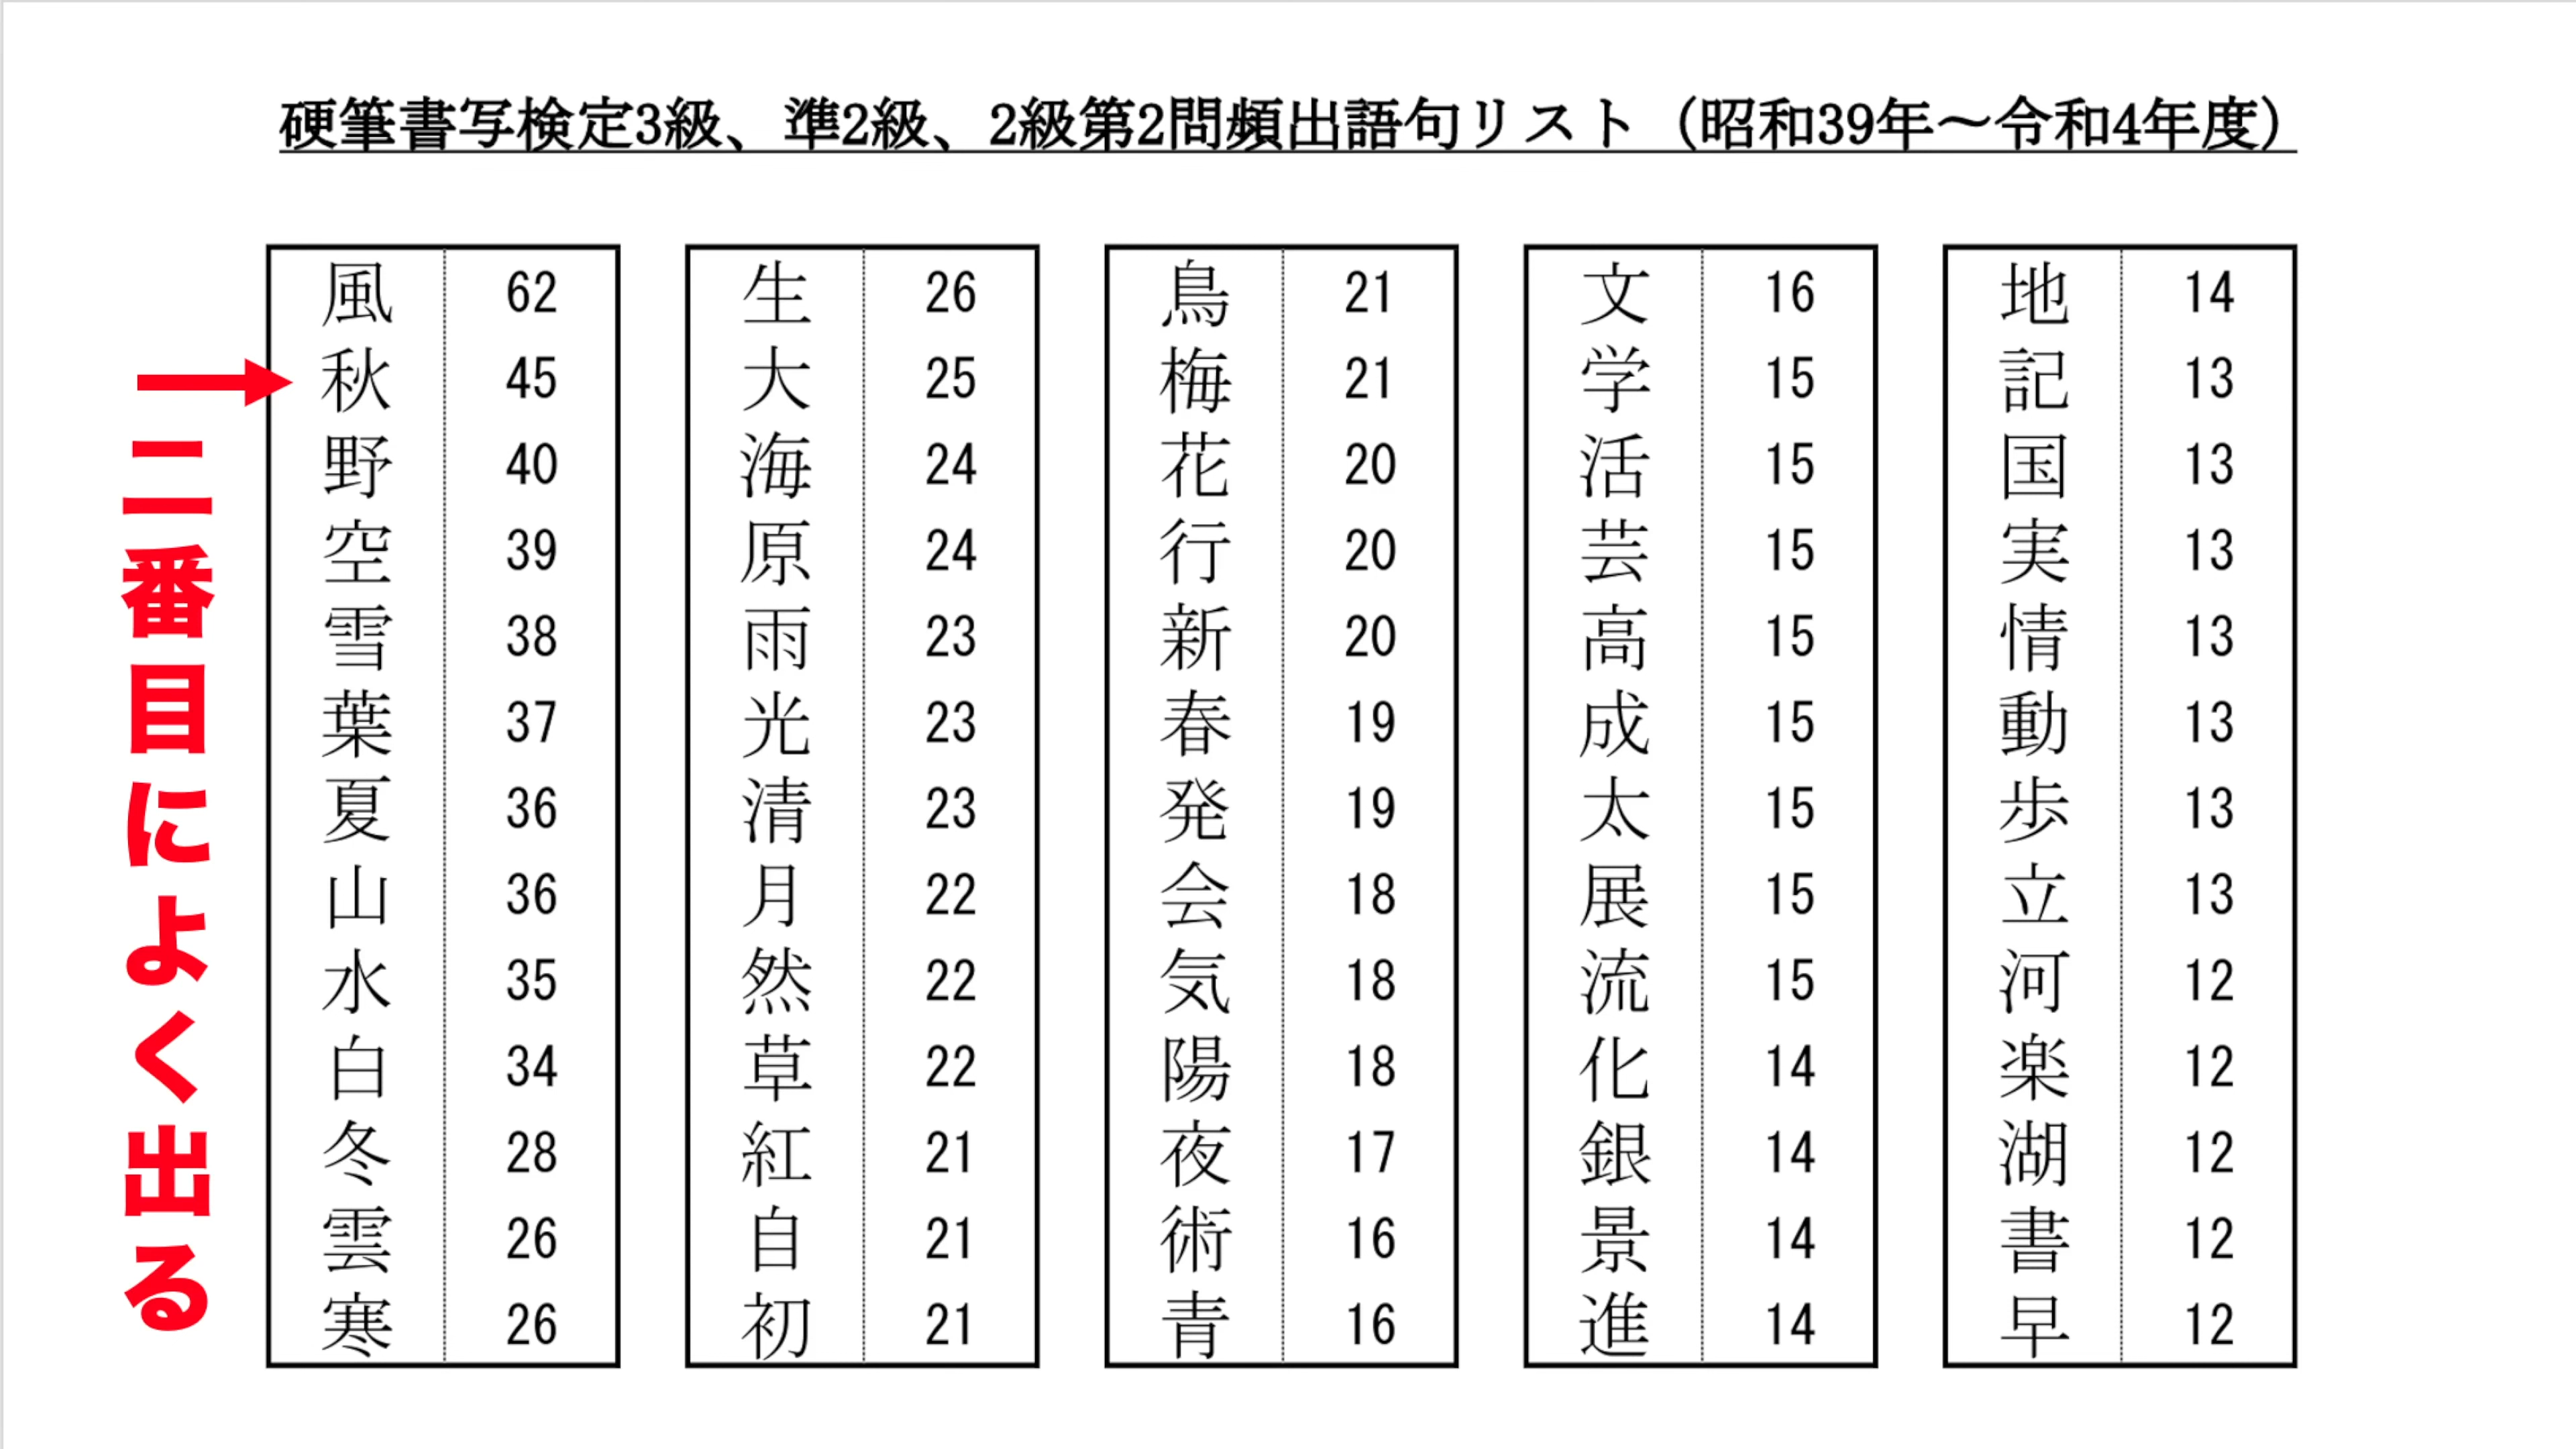 硬筆書写検定3級、準2級、2級第2問頻出語句リスト（昭和39年～令和4年度）
二番目によく出る
風 62
秋 45
野 40
空 39
雪 38
葉 37
夏 36
山 36
水 35
白 34
冬 28
雲 26
寒 26
生 26
大 25
海 24
原 24
雨 23
光 23
清 23
月 22
然 22
草 22
紅 21
自 21
初 21
鳥 21
梅 21
花 20
行 20
新 20
春 19
発 19
会 18
気 18
陽 18
夜 17
術 16
青 16
文 16
学 15
活 15
芸 15
高 15
成 15
太 15
展 15
流 15
化 14
銀 14
景 14
進 14
地 14
記 13
国 13
実 13
情 13
動 13
歩 13
立 13
河 12
楽 12
湖 12
書 12
早 12